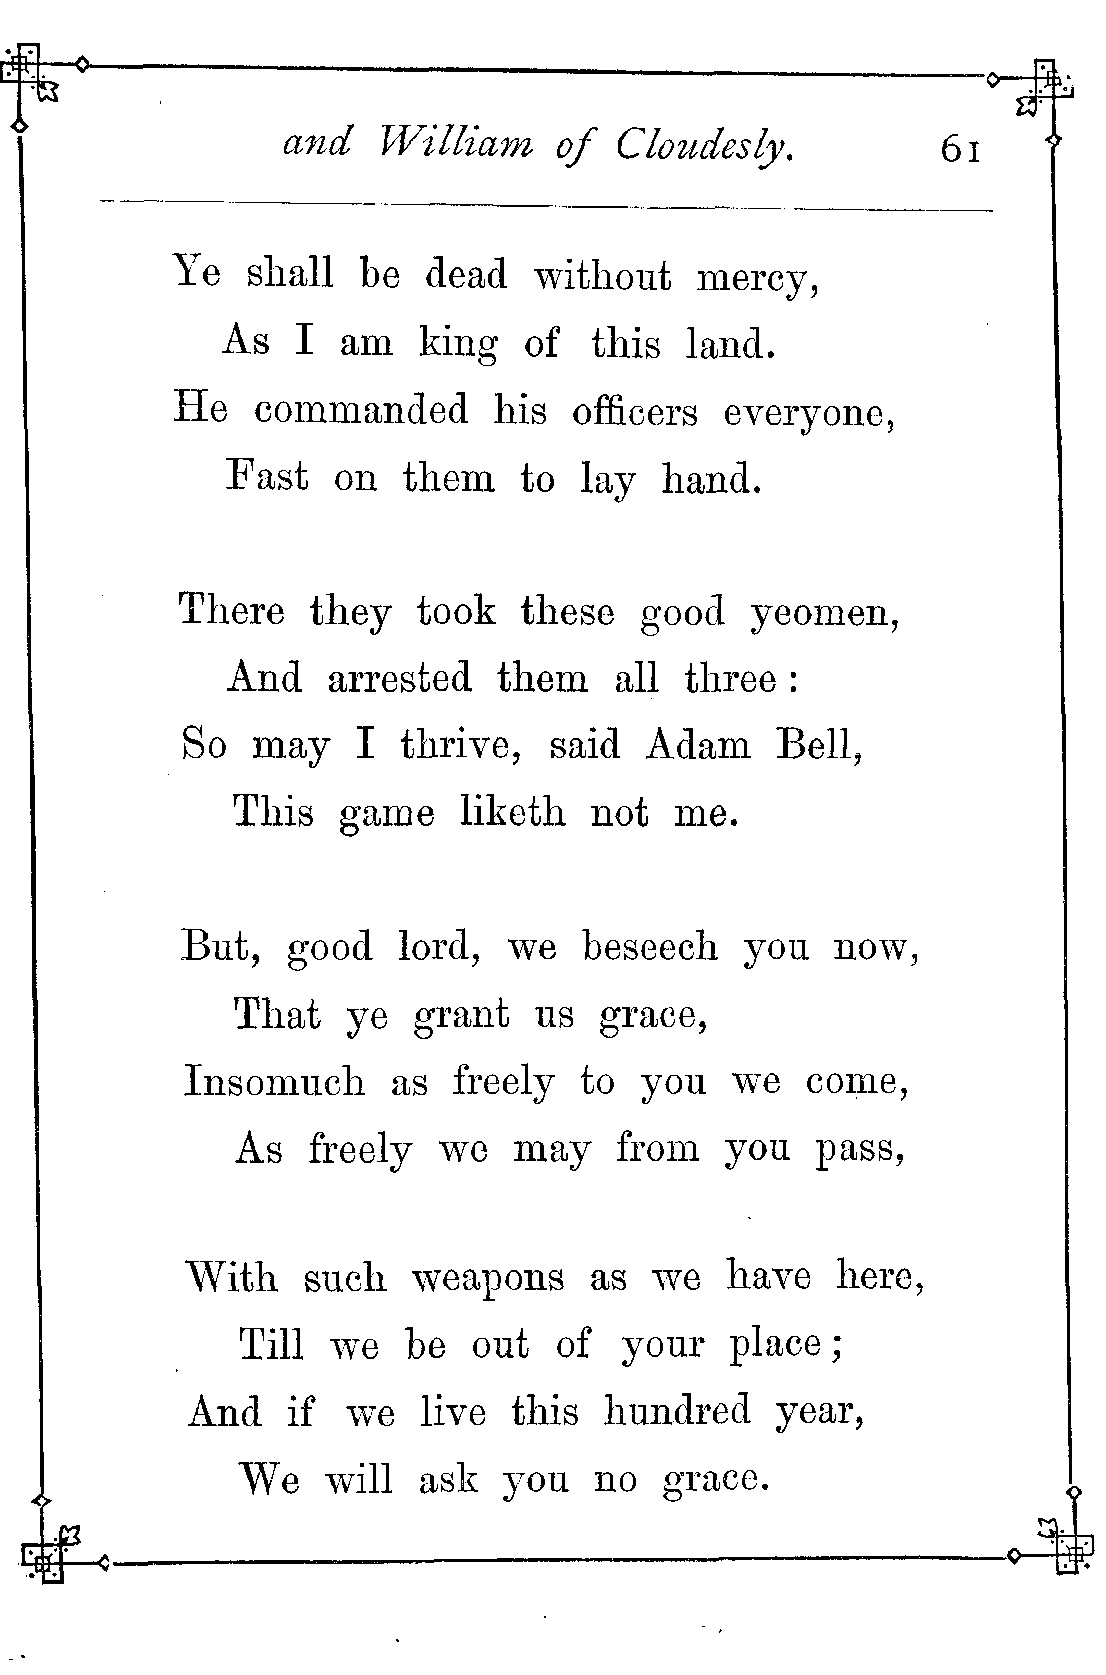 and William of Cloudesly. 61
Ye shall be dead without mercy,
As I am king of this land.
He commanded his officers everyone,
Fast on them to lay hand.
There they took these good yeomen,
And arrested them all three :
So may I thrive, said Adam Bell,
This game liketh not me.
But, good lord, we beseech you now,
That ye grant us grace,
Insomuch as freely to you we come,
As freely we may from you pass,
With such weapons as we have here,
Till we be out of your place ;
And if we live this hundred year,
We will ask you no grace.